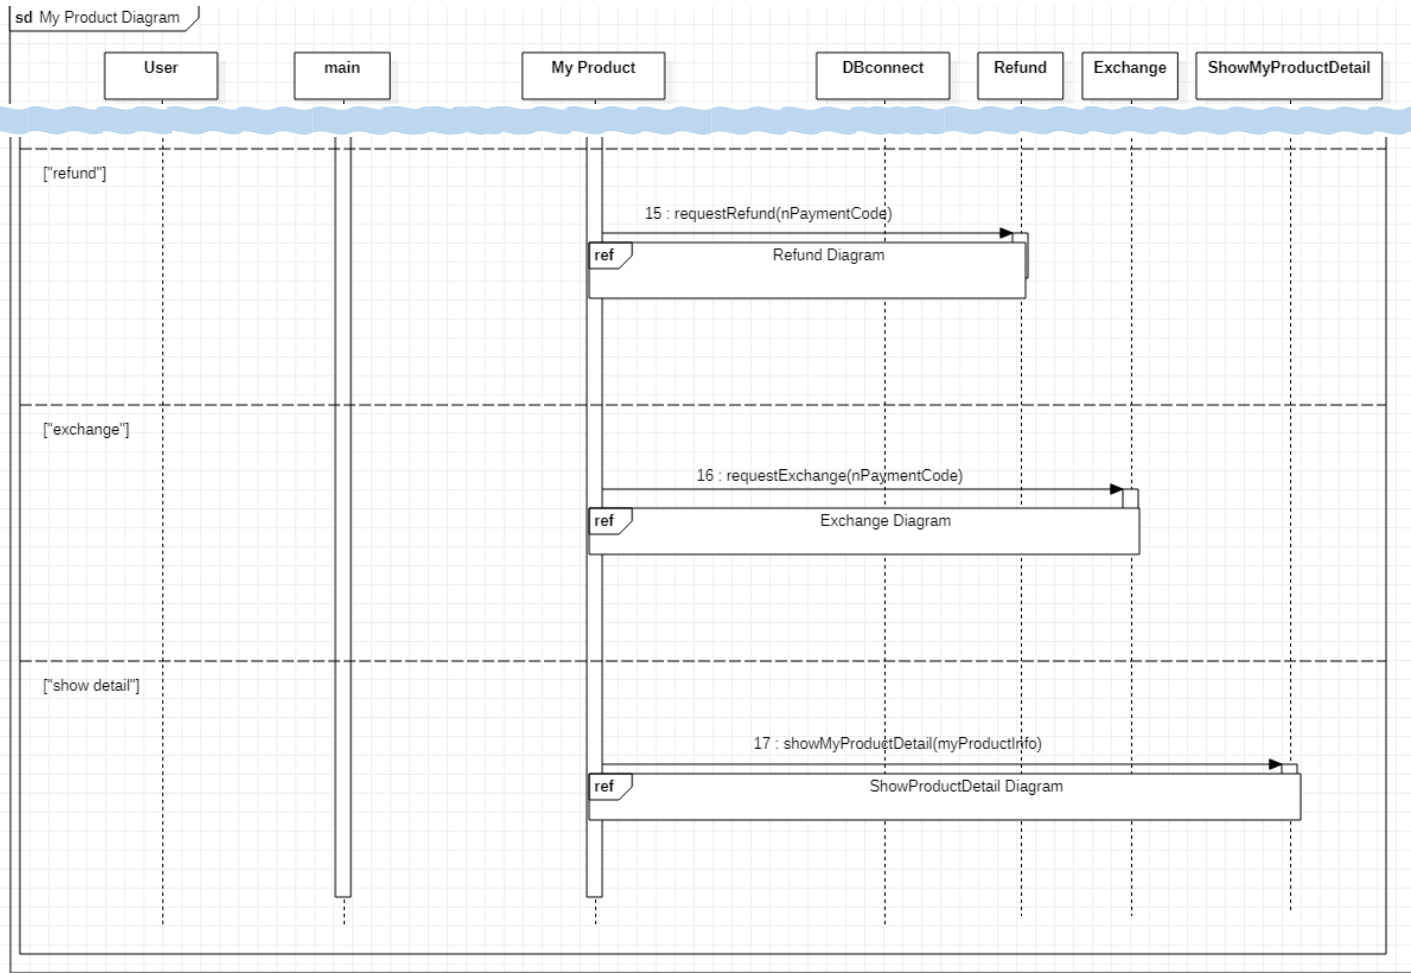 sd My Product Diagram
User
main
My Product
DBconnect
Refund
Exchange
ShowMyProductDetail
["refund"]
15 : requestRefund(nPaymentCode)
ref
Refund Diagram
["exchange"]
16 : requestExchange(nPaymentCode)
ref
Exchange Diagram
["show detail"]
17 : showMyProductDetail(myProductInfo)
ref
ShowProductDetail Diagram